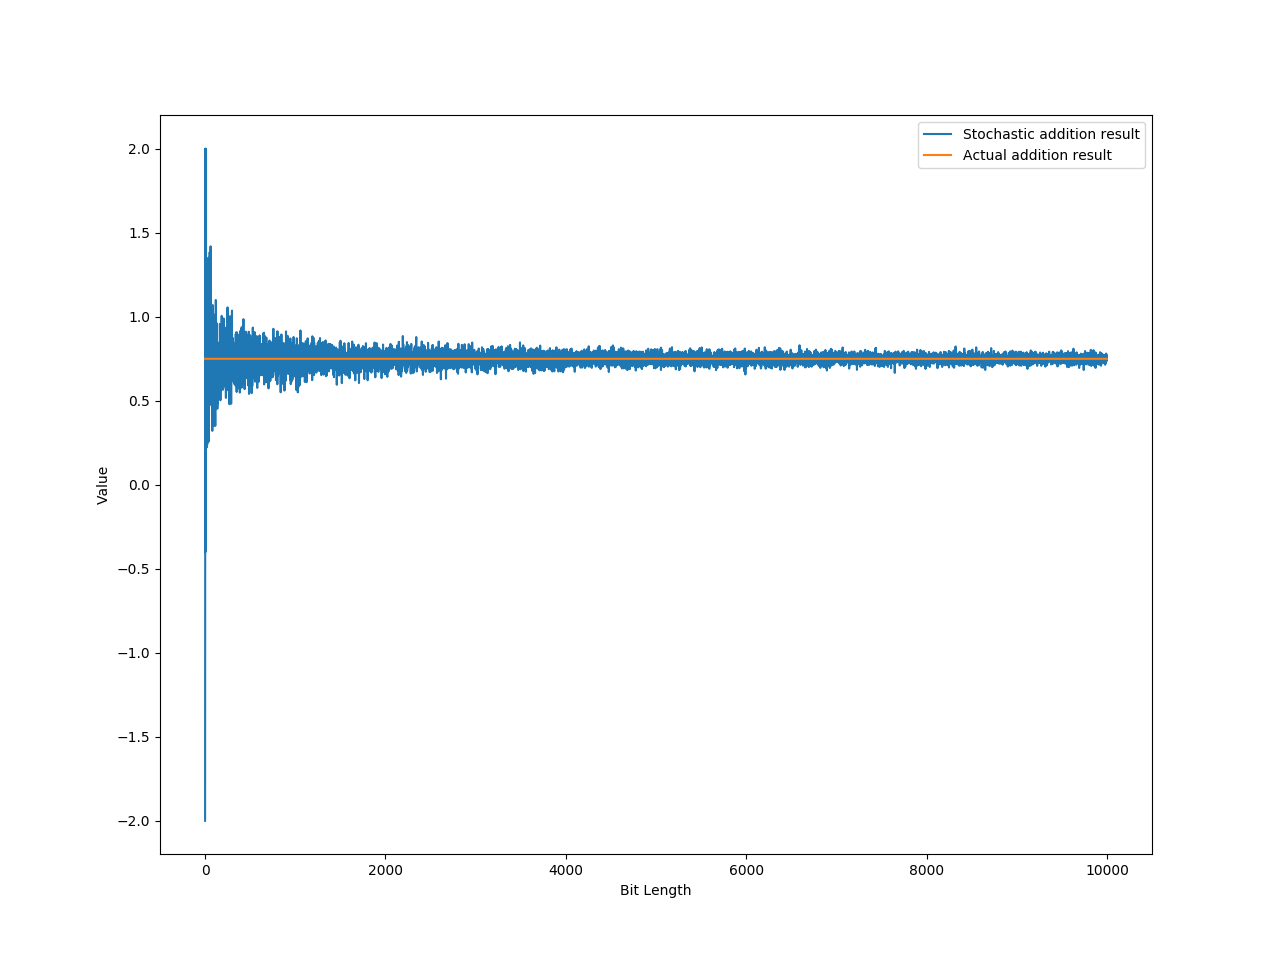 Stochastic addition result
Actual addition result
2.0
1.5
1.0
0.5
0.0
−0.5
−1.0
−1.5
−2.0
Value
0 2000 4000 6000 8000 10000
Bit Length